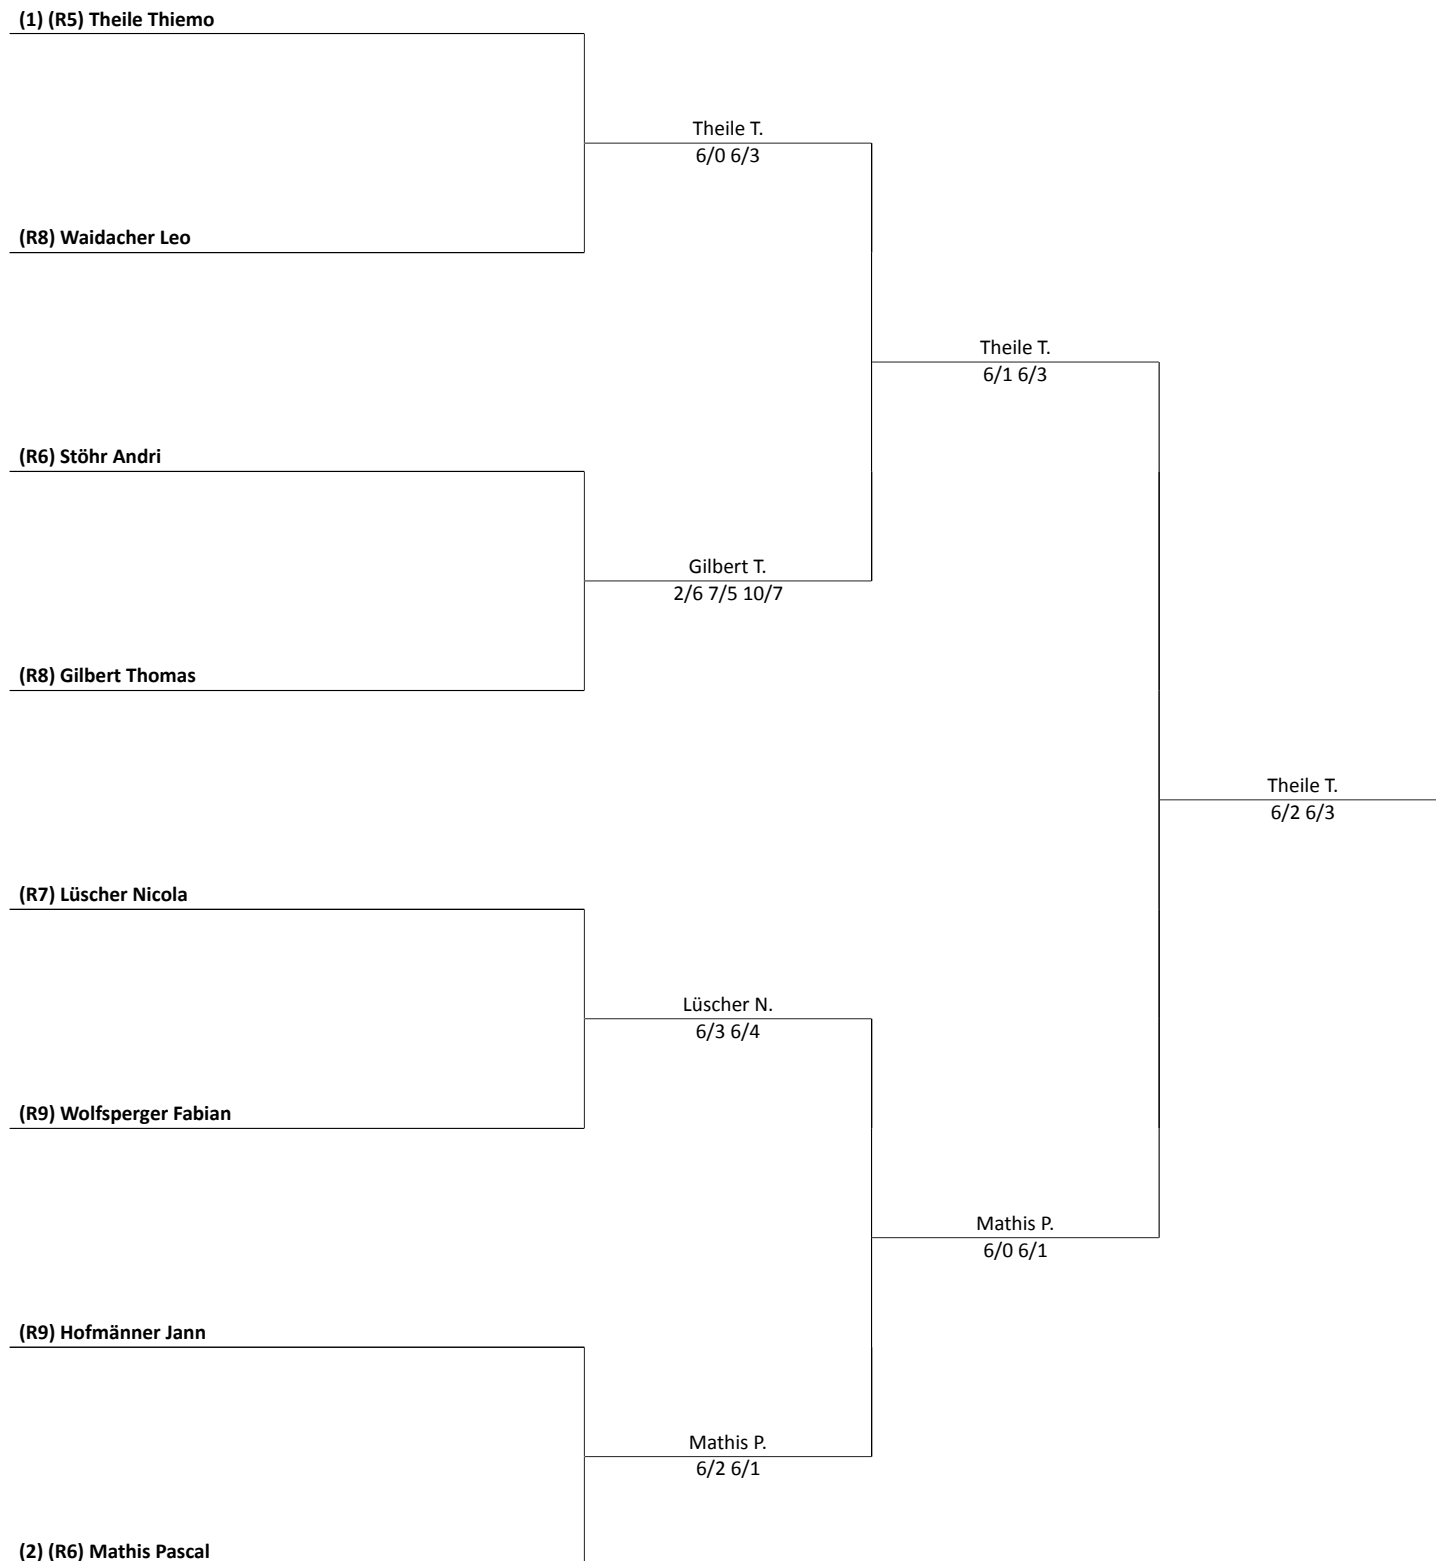 (1) (R5) Theile Thiemo
Theile T.
6/0 6/3
(R8) Waidacher Leo
Theile T.
6/1 6/3
(R6) Stöhr Andri
Gilbert T.
2/6 7/5 10/7
(R8) Gilbert Thomas
Theile T.
6/2 6/3
(R7) Lüscher Nicola
Lüscher N.
6/3 6/4
(R9) Wolfsperger Fabian
Mathis P.
6/0 6/1
(R9) Hofmänner Jann
Mathis P.
6/2 6/1
(2) (R6) Mathis Pascal